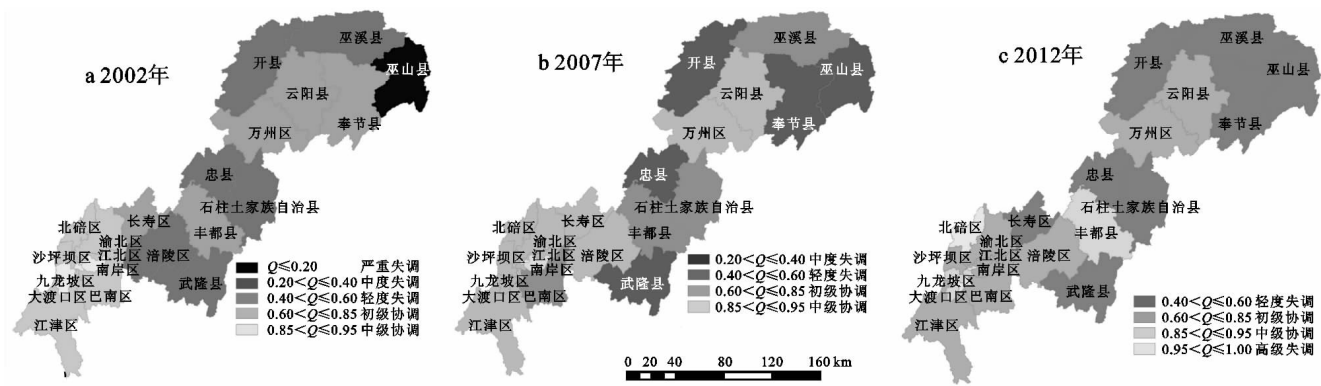 a 2002年
巫溪县
开县
巫山县
云阳县
奉节县
万州区
忠县
石柱土家族自治县
丰都县
长寿区
北碚区
渝北区
沙坪坝区
江北区
涪陵区
南岸区
九龙坡区
武隆县
大渡口区
巴南区
江津区
Q≤0.20 严重失调
0.20<Q≤0.40 中度失调
0.40<Q≤0.60 轻度失调
0.60<Q≤0.85 初级协调
0.85<Q≤0.95 中级协调
b 2007年
巫溪县
开县
巫山县
云阳县
奉节县
万州区
忠县
石柱土家族自治县
丰都县
长寿区
北碚区
渝北区
沙坪坝区
江北区
涪陵区
南岸区
九龙坡区
武隆县
大渡口区
巴南区
江津区
0.20<Q≤0.40 中度失调
0.40<Q≤0.60 轻度失调
0.60<Q≤0.85 初级协调
0.85<Q≤0.95 中级协调
0 20 40 80 120 160 km
c 2012年
巫溪县
开县
巫山县
云阳县
奉节县
万州区
忠县
石柱土家族自治县
丰都县
长寿区
北碚区
渝北区
沙坪坝区
江北区
涪陵区
南岸区
九龙坡区
武隆县
大渡口区
巴南区
江津区
0.40<Q≤0.60 轻度失调
0.60<Q≤0.85 初级协调
0.85<Q≤0.95 中级协调
0.95<Q≤1.00 高级失调